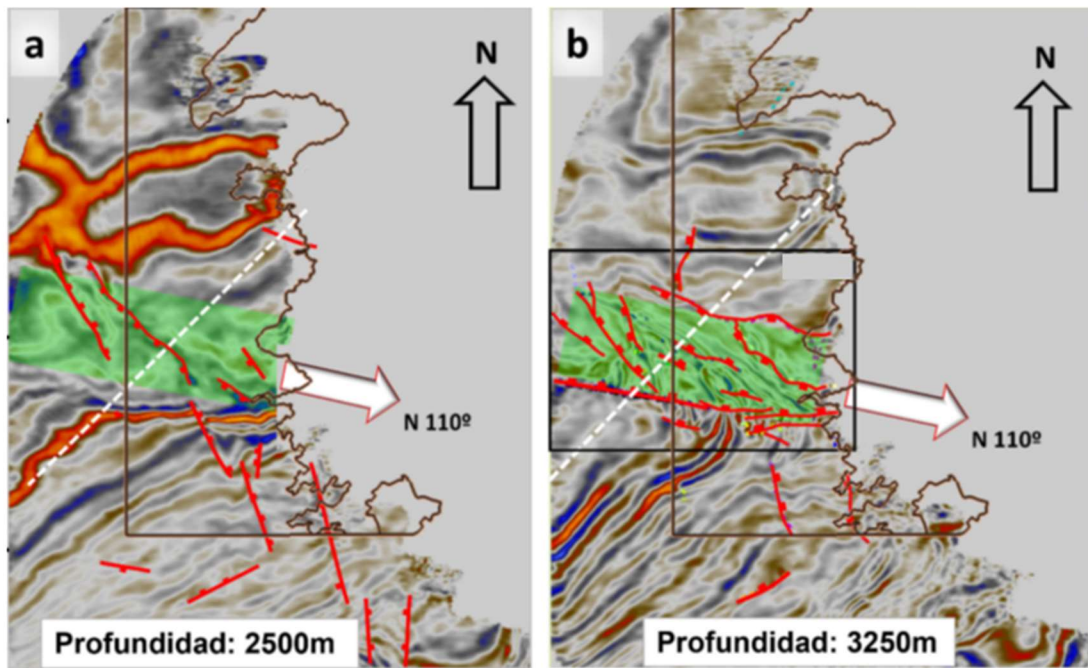 a
N
N 110º
Profundidad: 2500m
b
N
N 110º
Profundidad: 3250m